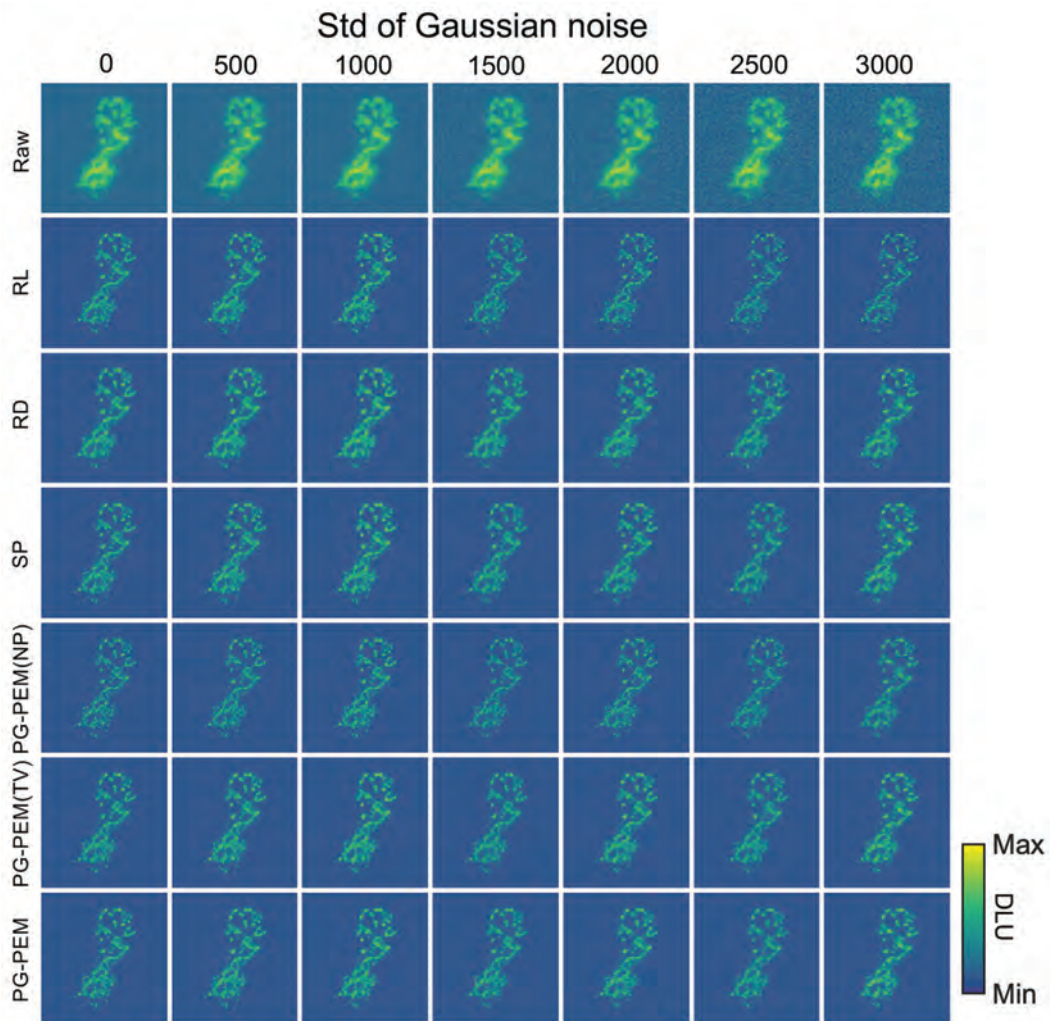 Std of Gaussian noise
0 500 1000 1500 2000 2500 3000
Raw
RL
RD
SP
PG-PEM(NP)
PG-PEM(TV)
PG-PEM
Max
DLU
Min